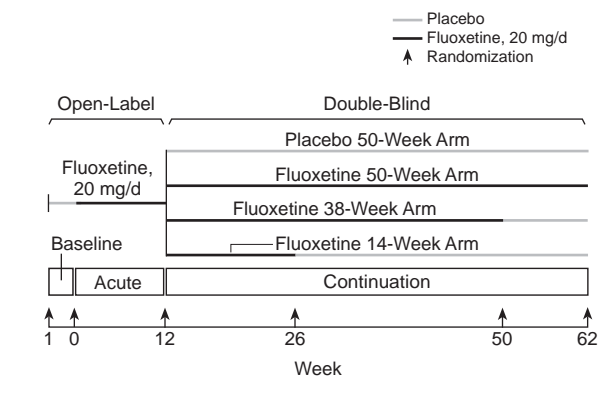 Placebo
Fluoxetine, 20 mg/d
Randomization
Open-Label
Double-Blind
Placebo 50-Week Arm
Fluoxetine,
20 mg/d
Fluoxetine 50-Week Arm
Fluoxetine 38-Week Arm
Fluoxetine 14-Week Arm
Baseline
Acute
Continuation
1 0 12 26 50 62
Week